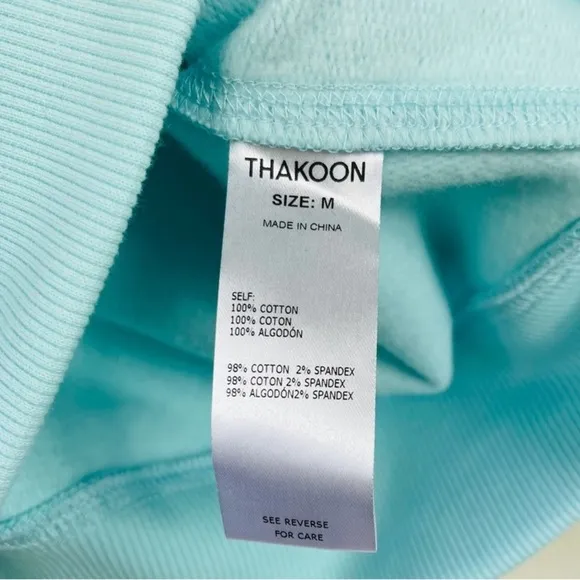 THAKOON
SIZE: M
MADE IN CHINA
SELF:
100% COTTON
100% COTON
100% ALGODÓN
98% COTTON 2% SPANDEX
98% COTON 2% SPANDEX
98% ALGODÓN2% SPANDEX
SEE REVERSE
FOR CARE